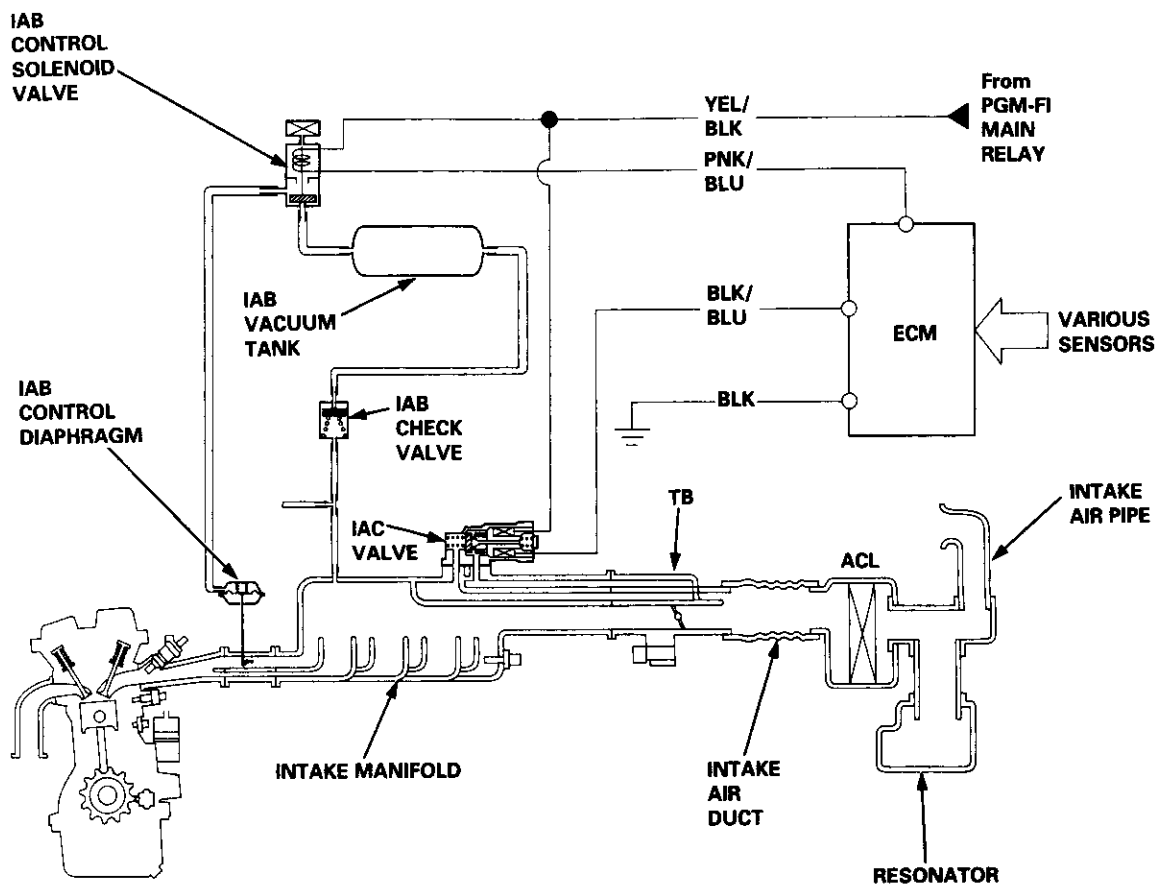 IAB
CONTROL
SOLENOID
VALVE
YEL/
BLK
From
PGM-FI
MAIN
RELAY
PNK/
BLU
IAB
VACUUM
TANK
BLK/
BLU
ECM
VARIOUS
SENSORS
IAB
CONTROL
DIAPHRAGM
IAB
CHECK
VALVE
BLK
IAC
VALVE
TB
ACL
INTAKE
AIR PIPE
INTAKE MANIFOLD
INTAKE
AIR
DUCT
RESONATOR